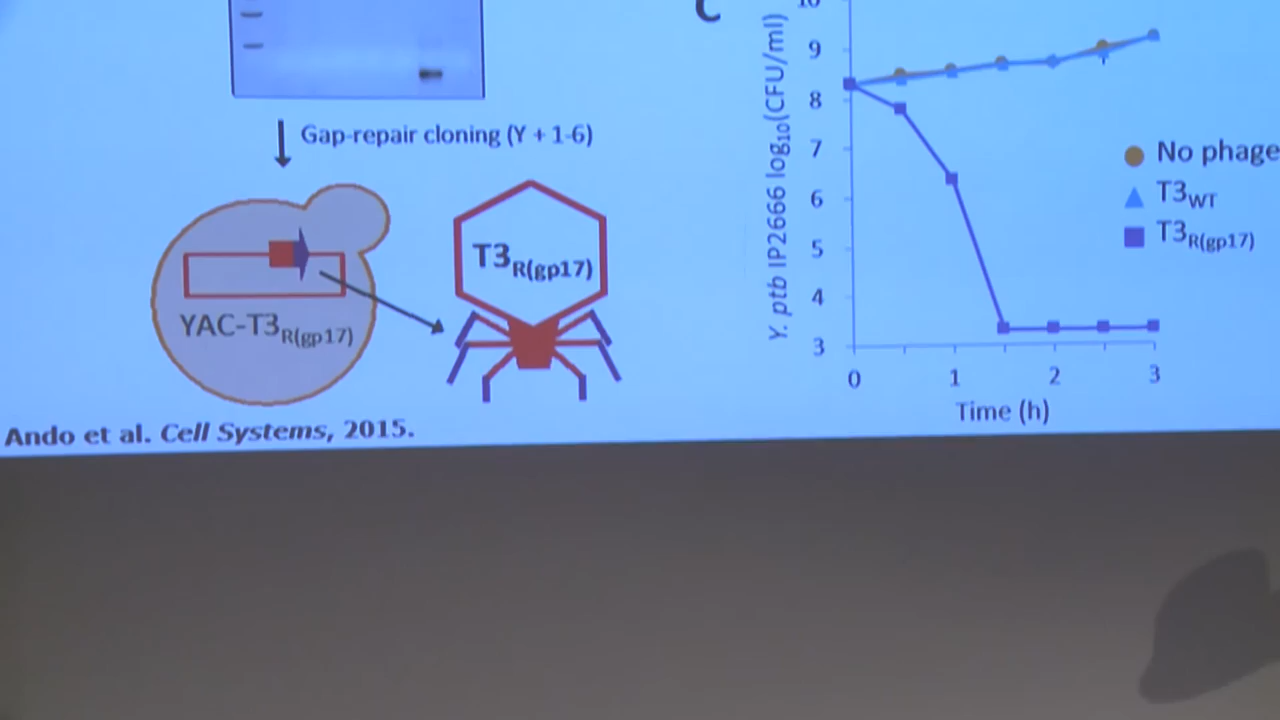 Gap-repair cloning (Y + 1-6)
YAC-T3R(gp17)
T3R(gp17)
Ando et al. Cell Systems, 2015.
C
Y. ptb IP2666 log10(CFU/ml)
10
9
8
7
6
5
4
3
0 1 2 3
Time (h)
No phage
T3WT
T3R(gp17)